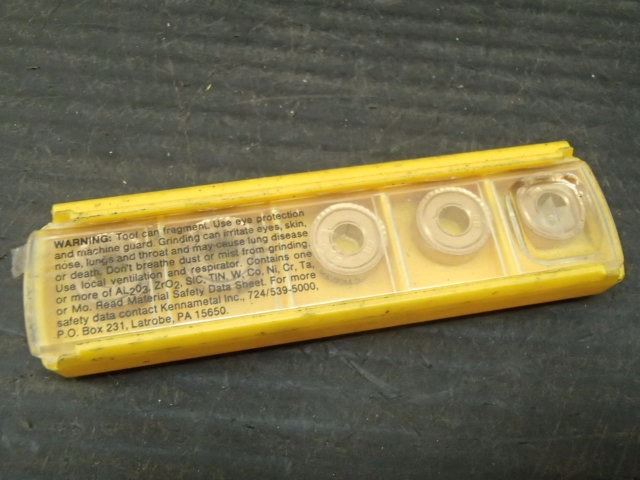 WARNING: Tool can fragment. Use eye protection
and machine guard. Grinding can irritate eyes, skin,
nose, lungs and throat and may cause lung disease
or death. Don't breathe dust or mist from grinding.
Use local ventilation and respirator. Contains one
or more of AL₂O₃, ZrO₂, SiC, TiN, W, Co, Ni, Cr, Ta,
or Mo. Read Material Safety Data Sheet. For more
safety data contact Kennametal Inc., 724/539-5000,
P.O. Box 231, Latrobe, PA 15650.